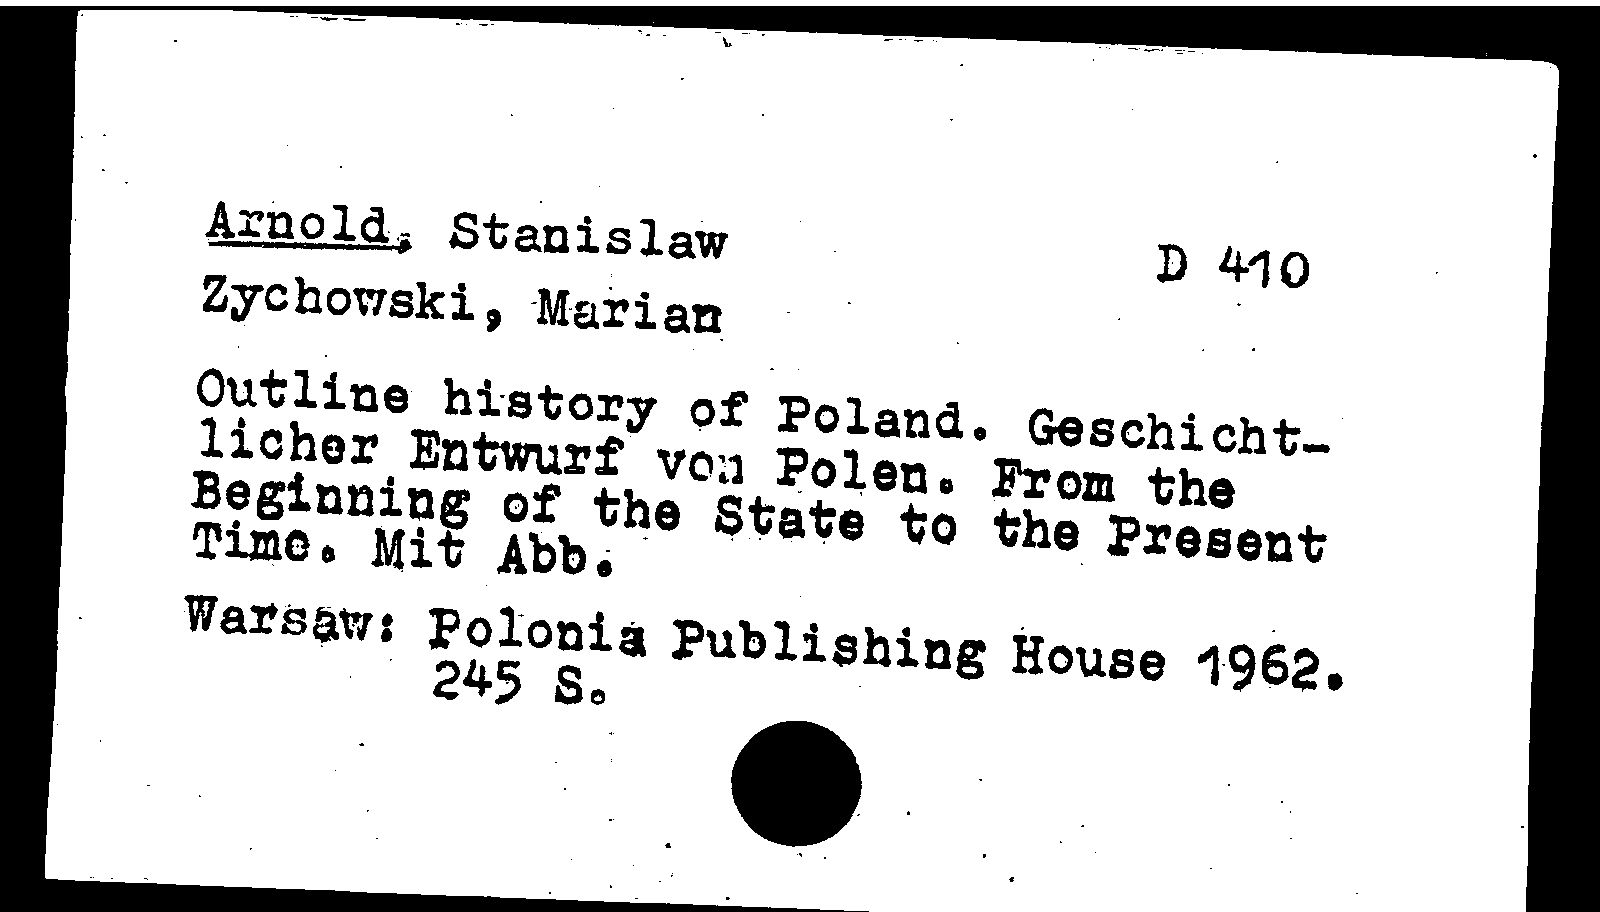 Arnold, Stanislaw
D 410
Zychowski, Marian
Outline history of Poland. Geschicht-
licher Entwurf von Polen. From the
Beginning of the State to the Present
Time. Mit Abb.
Warsaw: Polonia Publishing House 1962.
245 S.